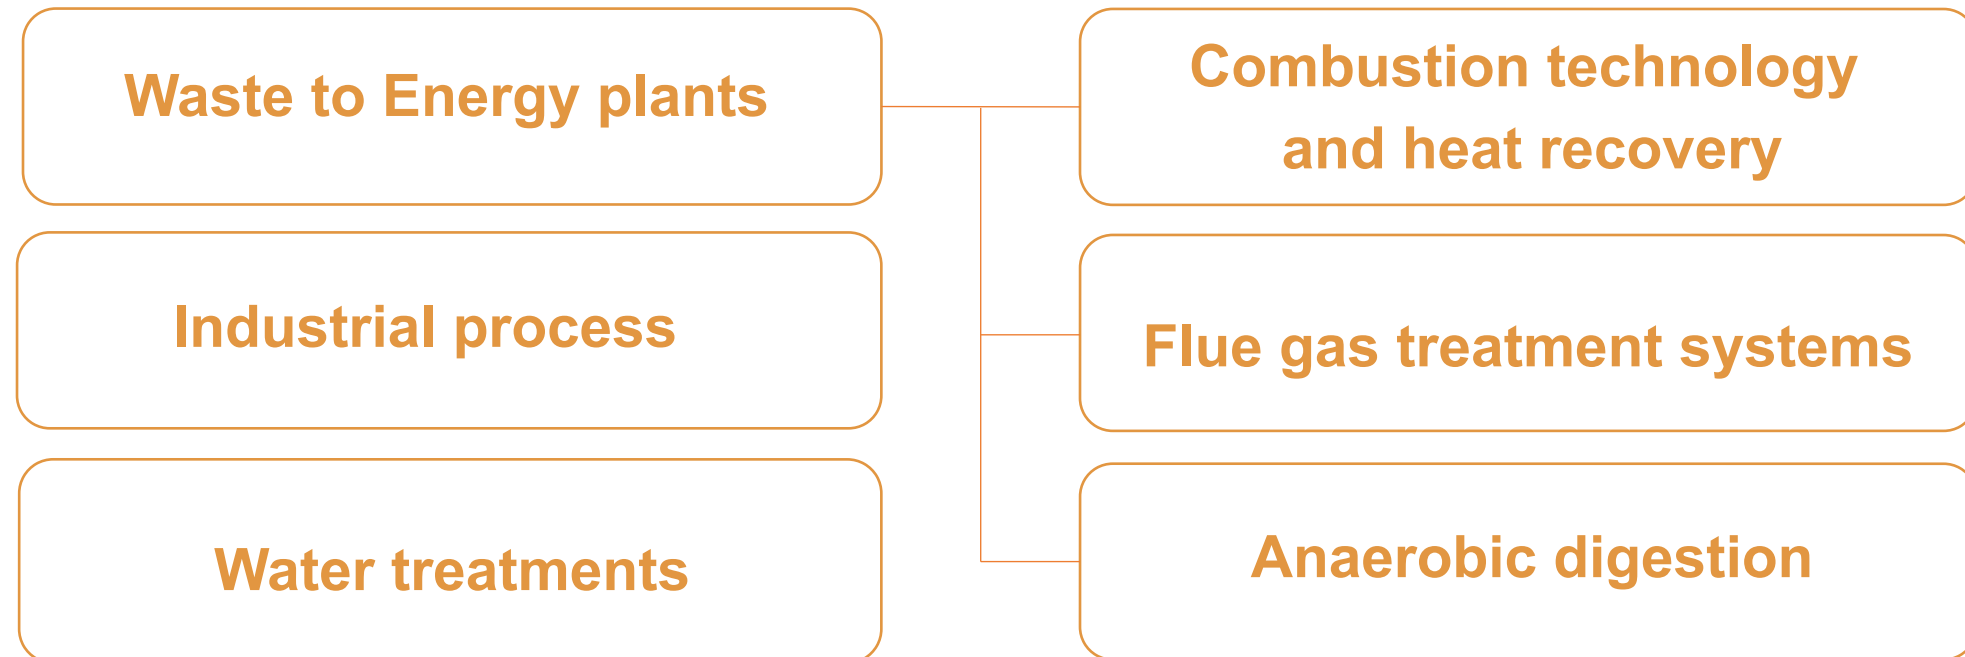 Waste to Energy plants
Combustion technology
and heat recovery
Industrial process
Flue gas treatment systems
Water treatments
Anaerobic digestion